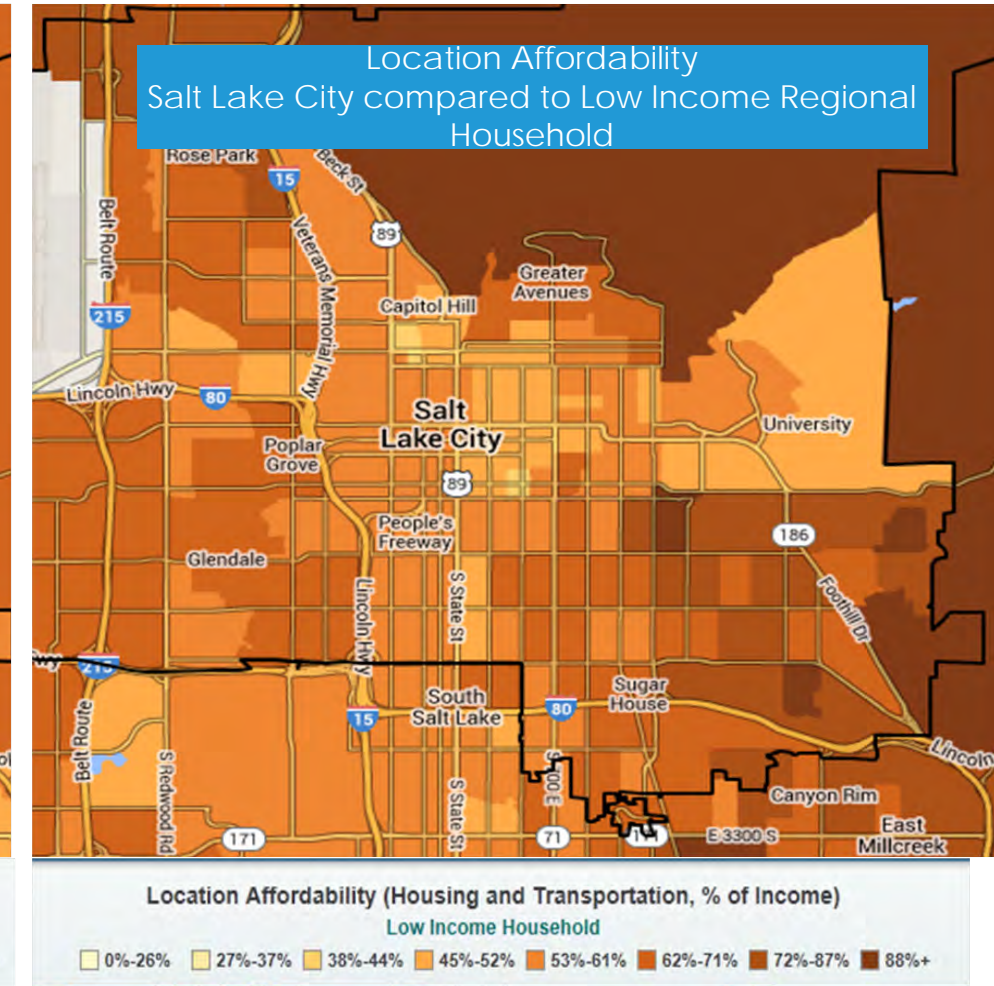 Location Affordability
Salt Lake City compared to Low Income Regional
Household
Rose Park
Beck St
15
Belt Route
Veterans Memorial Hwy
89
Greater
Avenues
Capitol Hill
215
Lincoln Hwy
80
Salt
Lake City
University
Poplar
Grove
89
People's
Freeway
186
Glendale
S State St
Lincoln Hwy
Foothill Dr
215
South
Salt Lake
Sugar
House
80
15
Belt Route
S Redwood Rd
S State St
Lincoln
Canyon Rim
171
71
E 3300 S
East
Millcreek
Location Affordability (Housing and Transportation, % of Income)
Low Income Household
0%-26% 27%-37% 38%-44% 45%-52% 53%-61% 62%-71% 72%-87% 88%+